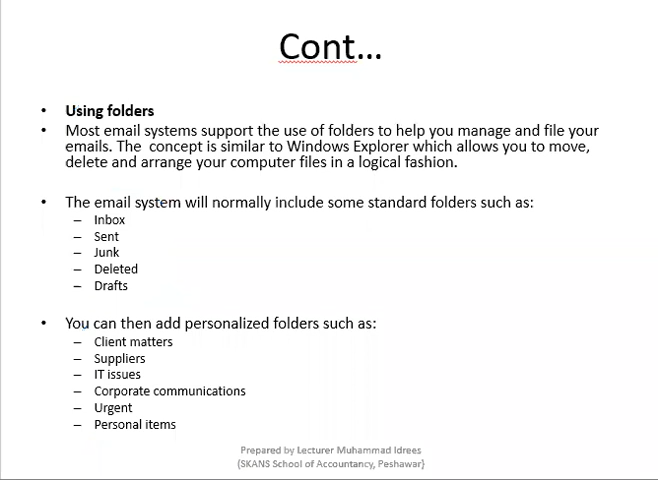 Cont...
• Using folders
• Most email systems support the use of folders to help you manage and file your
emails. The  concept is similar to Windows Explorer which allows you to move,
delete and arrange your computer files in a logical fashion.
• The email system will normally include some standard folders such as:
– Inbox
– Sent
– Junk
– Deleted
– Drafts
• You can then add personalized folders such as:
– Client matters
– Suppliers
– IT issues
– Corporate communications
– Urgent
– Personal items
Prepared by Lecturer Muhammad Idrees
(SKANS School of Accountancy, Peshawar)